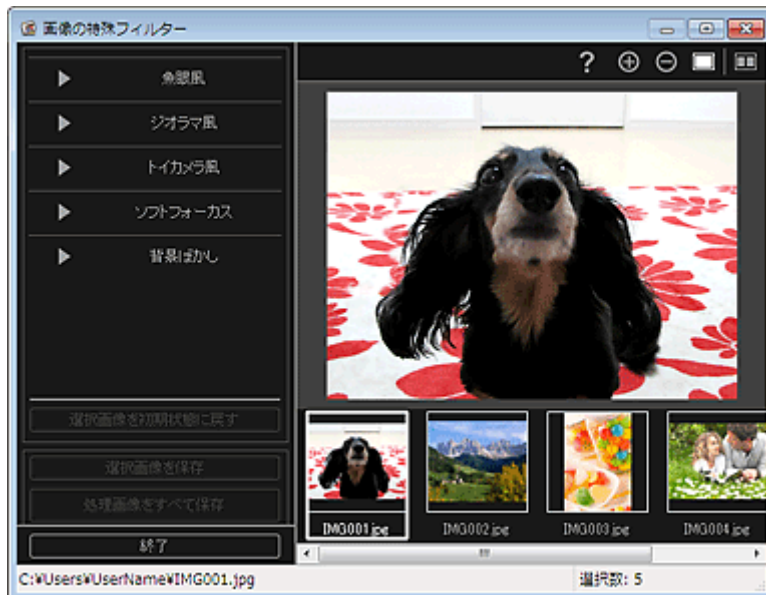 画像の特殊フィルター
魚眼風
ジオラマ風
トイカメラ風
ソフトフォーカス
背景ぼかし
選択画像を初期状態に戻す
選択画像を保存
処理画像をすべて保存
終了
?
IMG001.jpg
IMG002.jpg
IMG003.jpg
IMG004.jpg
C:¥Users¥UserName¥IMG001.jpg
選択数: 5